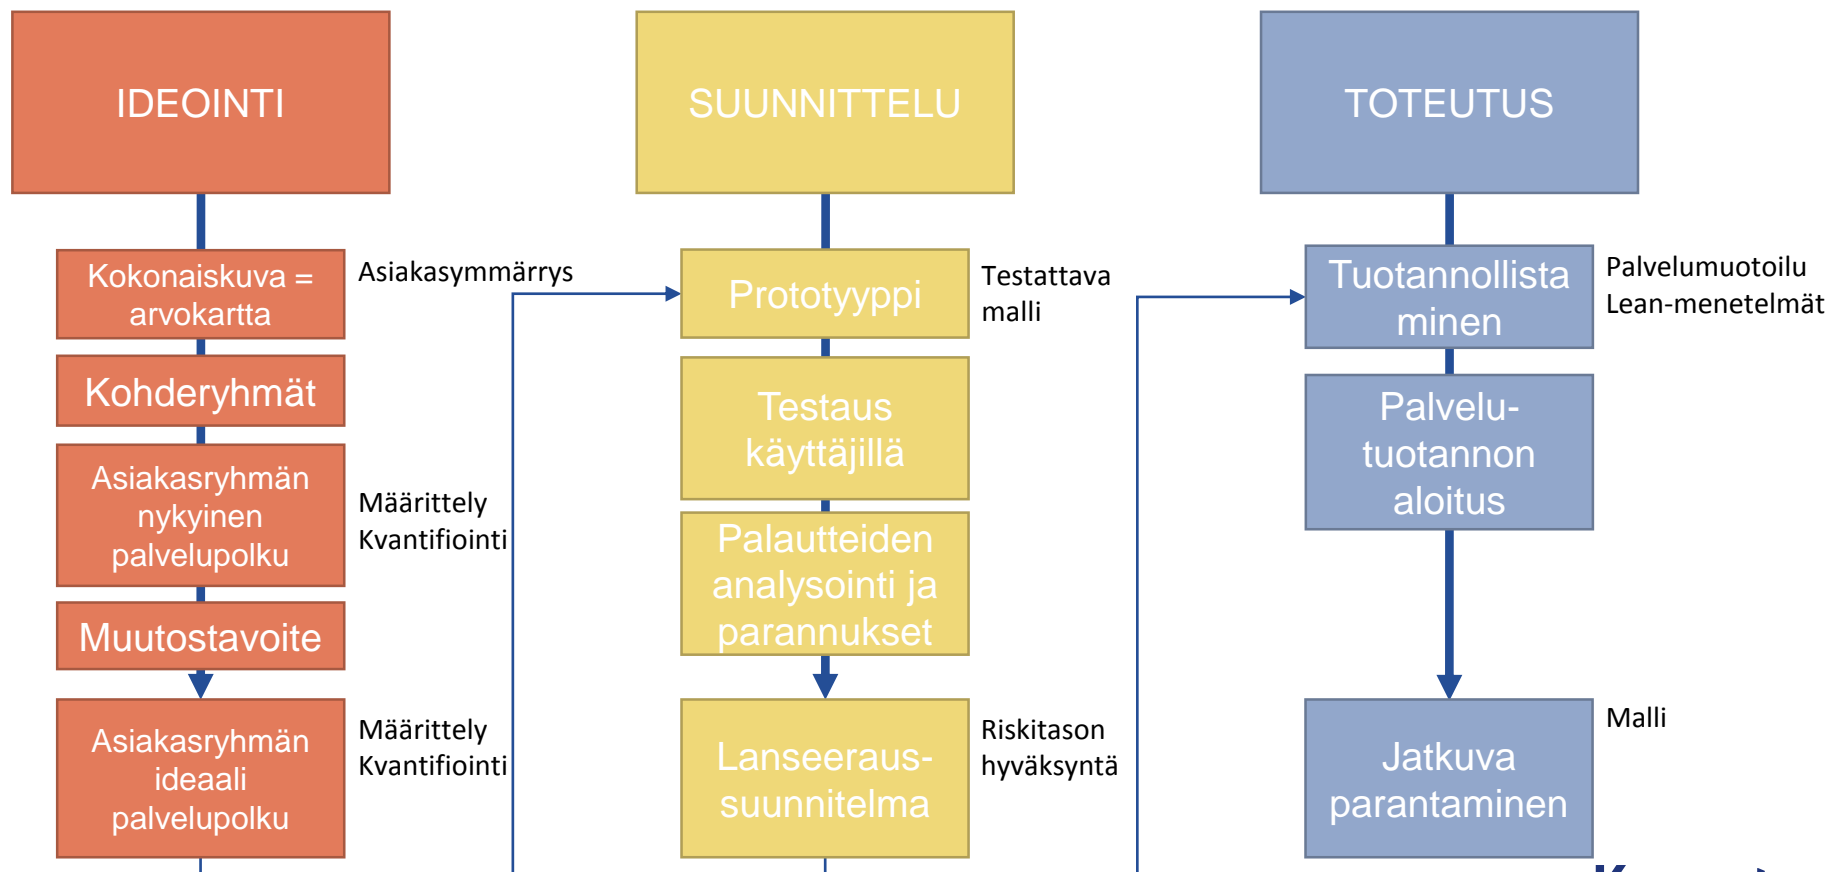 IDEOINTI
Kokonaiskuva =
arvokartta
Asiakasymmärrys
Kohderyhmät
Asiakasryhmän
nykyinen
palvelupolku
Määrittely
Kvantifiointi
Muutostavoite
Asiakasryhmän
ideaali
palvelupolku
Määrittely
Kvantifiointi
SUUNNITTELU
Prototyyppi
Testattava
malli
Testaus
käyttäjillä
Palautteiden
analysointi ja
parannukset
Lanseeraus-
suunnitelma
Riskitason
hyväksyntä
TOTEUTUS
Tuotannollista
minen
Palvelumuotoilu
Lean-menetelmät
Palvelu-
tuotannon
aloitus
Jatkuva
parantaminen
Malli